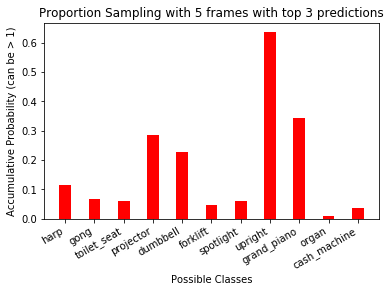 Proportion Sampling with 5 frames with top 3 predictions
Accumulative Probability (can be > 1)
0.6
0.5
0.4
0.3
0.2
0.1
0.0
harp
gong
toilet_seat
projector
dumbbell
forklift
spotlight
upright
grand_piano
organ
cash_machine
Possible Classes